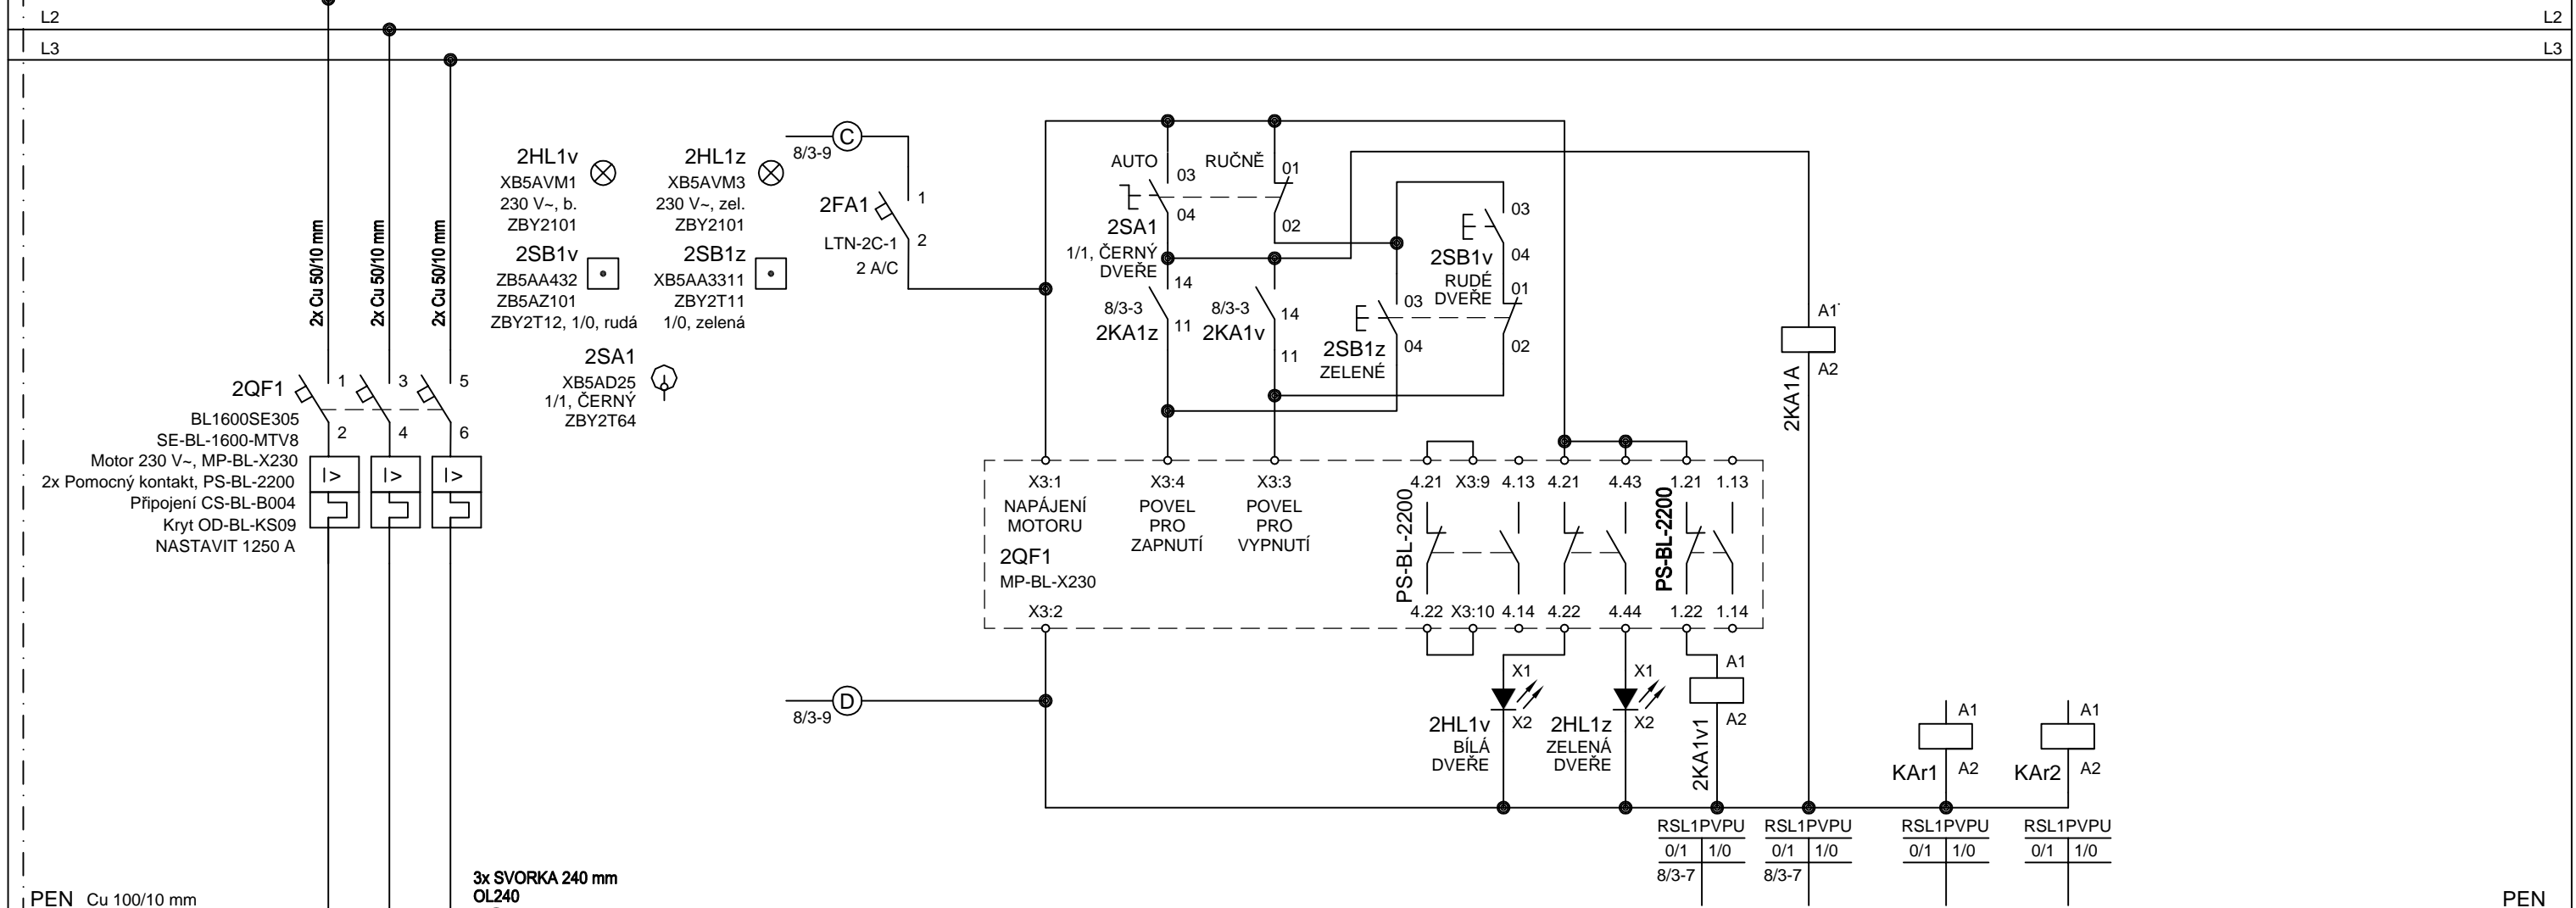 L2
L2
L3
L3
2x Cu 50/10 mm
2x Cu 50/10 mm
2x Cu 50/10 mm
2HL1v
XB5AVM1
230 V~, b.
ZBY2101
2HL1z
XB5AVM3
230 V~, zel.
ZBY2101
2SB1v
ZB5AA432
ZB5AZ101
ZBY2T12, 1/0, rudá
2SB1z
XB5AA3311
ZBY2T11
1/0, zelená
2SA1
XB5AD25
1/1, ČERNÝ
ZBY2T64
2QF1
1
3
5
2
4
6
BL1600SE305
SE-BL-1600-MTV8
Motor 230 V~, MP-BL-X230
2x Pomocný kontakt, PS-BL-2200
Připojení CS-BL-B004
Kryt OD-BL-KS09
NASTAVIT 1250 A
I>
I>
I>
C
8/3-9
2FA1
1
2
LTN-2C-1
2 A/C
AUTO
RUČNĚ
03
04
01
02
2SA1
1/1, ČERNÝ
DVEŘE
14
8/3-3
11
2KA1z
8/3-3
14
2KA1v
11
03
04
2SB1v
RUDÉ
DVEŘE
01
02
03
04
2SB1z
ZELENÉ
A1
A2
2KA1A
X3:1
NAPÁJENÍ
MOTORU
X3:4
POVEL
PRO
ZAPNUTÍ
X3:3
POVEL
PRO
VYPNUTÍ
2QF1
MP-BL-X230
X3:2
PS-BL-2200
4.21
X3:9
4.13
4.21
4.43
1.21
1.13
PS-BL-2200
4.22
X3:10
4.14
4.22
4.44
1.22
1.14
D
8/3-9
X1
X2
2HL1v
BÍLÁ
DVEŘE
X1
X2
2HL1z
ZELENÁ
DVEŘE
A1
A2
2KA1v1
A1
KAr1
A2
A1
KAr2
A2
RSL1PVPU
0/1
1/0
8/3-7
RSL1PVPU
0/1
1/0
8/3-7
RSL1PVPU
0/1
1/0
RSL1PVPU
0/1
1/0
3x SVORKA 240 mm
OL240
PEN
Cu 100/10 mm
PEN